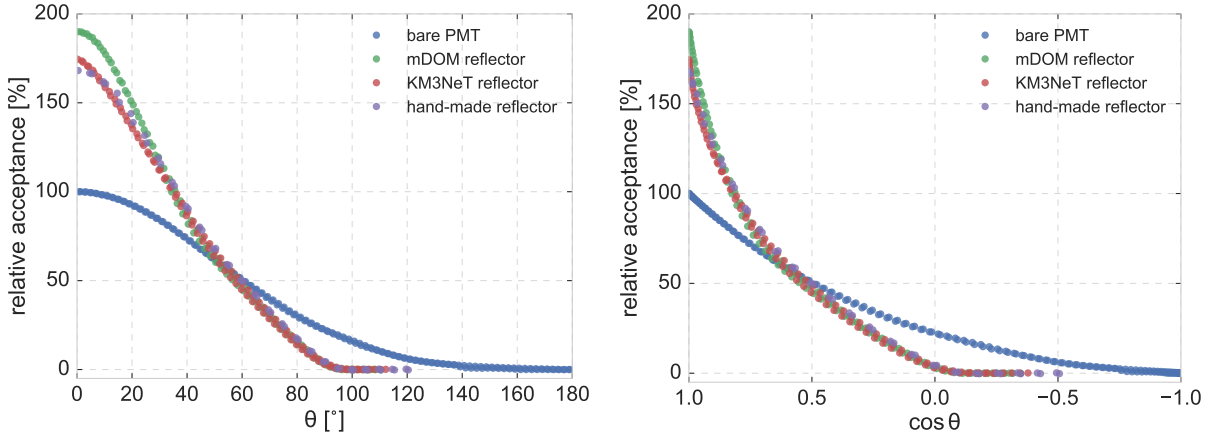 relative acceptance [%]
200
150
100
50
0
0 20 40 60 80 100 120 140 160 180
θ [˚]
bare PMT
mDOM reflector
KM3NeT reflector
hand-made reflector
relative acceptance [%]
200
150
100
50
0
1.0 0.5 0.0 −0.5 −1.0
cos θ
bare PMT
mDOM reflector
KM3NeT reflector
hand-made reflector